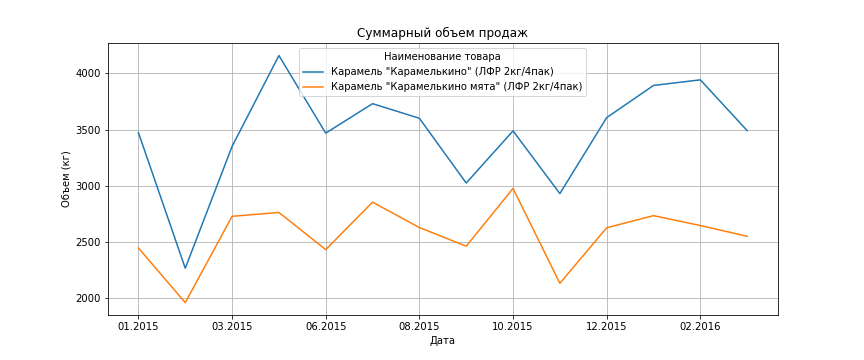 Суммарный объем продаж
Наименование товара
Карамель "Карамелькино" (ЛФР 2кг/4пак)
Карамель "Карамелькино мята" (ЛФР 2кг/4пак)
Объем (кг)
4000
3500
3000
2500
2000
01.2015 03.2015 06.2015 08.2015 10.2015 12.2015 02.2016
Дата